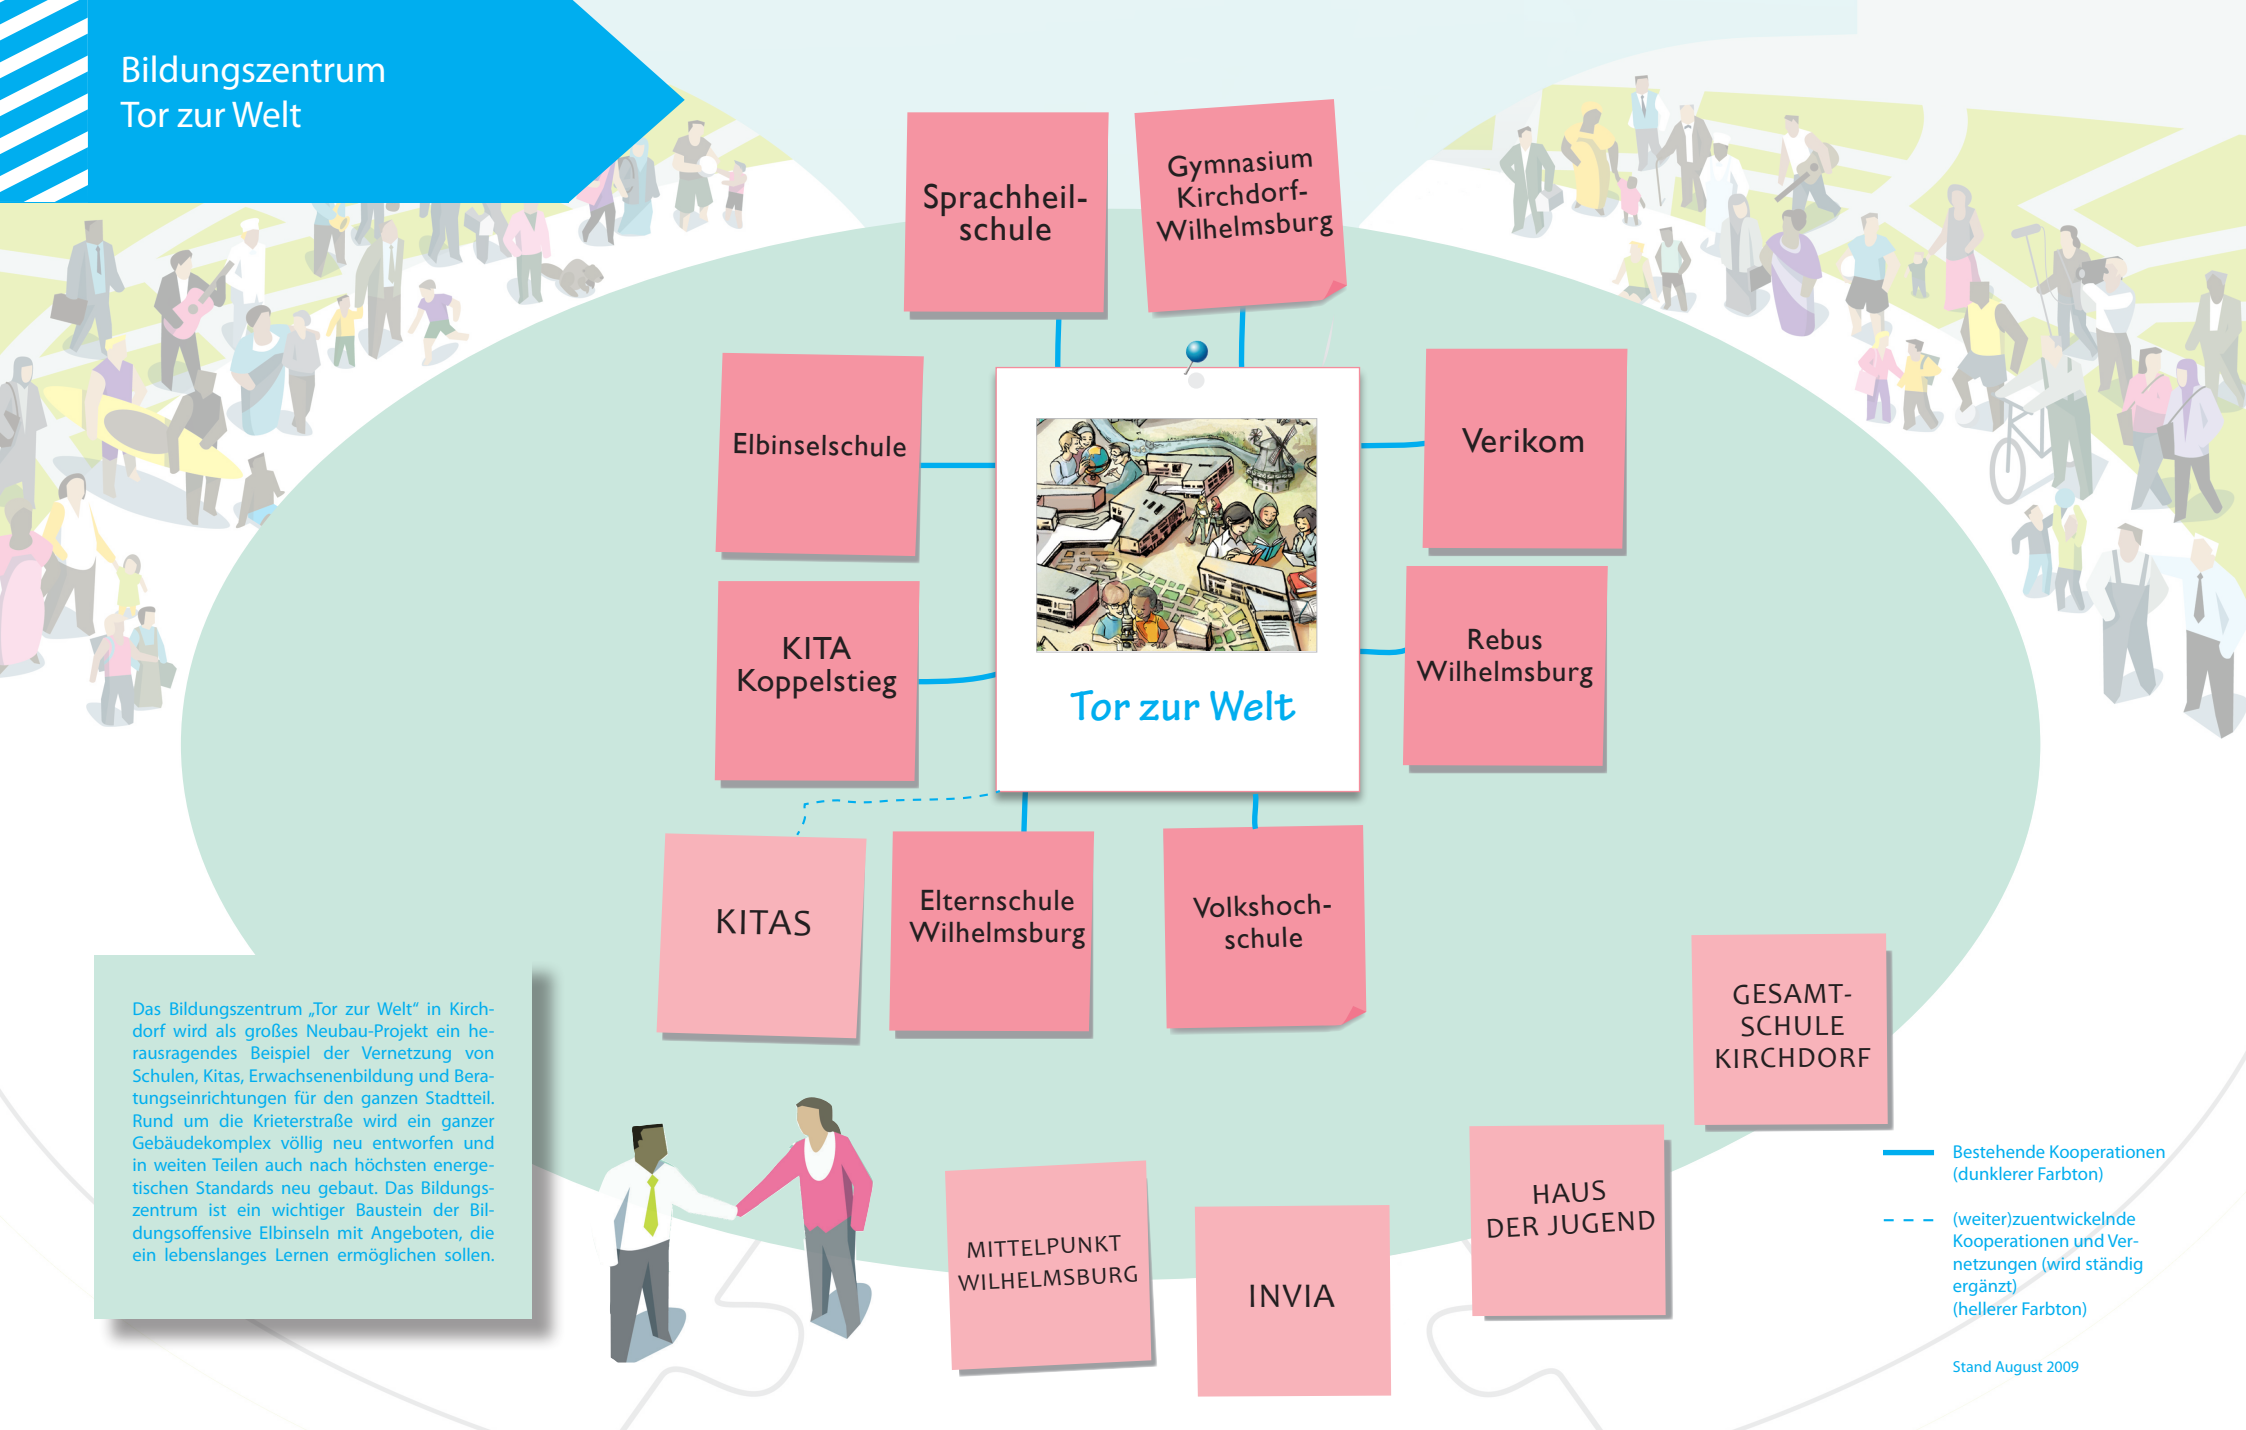 Bildungszentrum
Tor zur Welt
Sprachheil-
schule
Gymnasium
Kirchdorf-
Wilhelmsburg
Elbinselschule
Verikom
KITA
Koppelstieg
Rebus
Wilhelmsburg
Tor zur Welt
KITAS
Elternschule
Wilhelmsburg
Volkshoch-
schule
GESAMT-
SCHULE
KIRCHDORF
HAUS
DER JUGEND
MITTELPUNKT
WILHELMSBURG
INVIA
Das Bildungszentrum „Tor zur Welt“ in Kirch-
dorf wird als großes Neubau-Projekt ein he-
rausragendes Beispiel der Vernetzung von
Schulen, Kitas, Erwachsenenbildung und Bera-
tungseinrichtungen für den ganzen Stadtteil.
Rund um die Krieterstraße wird ein ganzer
Gebäudekomplex völlig neu entworfen und
in weiten Teilen auch nach höchsten energe-
tischen Standards neu gebaut. Das Bildungs-
zentrum ist ein wichtiger Baustein der Bil-
dungsoffensive Elbinseln mit Angeboten, die
ein lebenslanges Lernen ermöglichen sollen.
Bestehende Kooperationen
(dunklerer Farbton)
(weiter)zuentwickelnde
Kooperationen und Ver-
netzungen (wird ständig
ergänzt)
(hellerer Farbton)
Stand August 2009